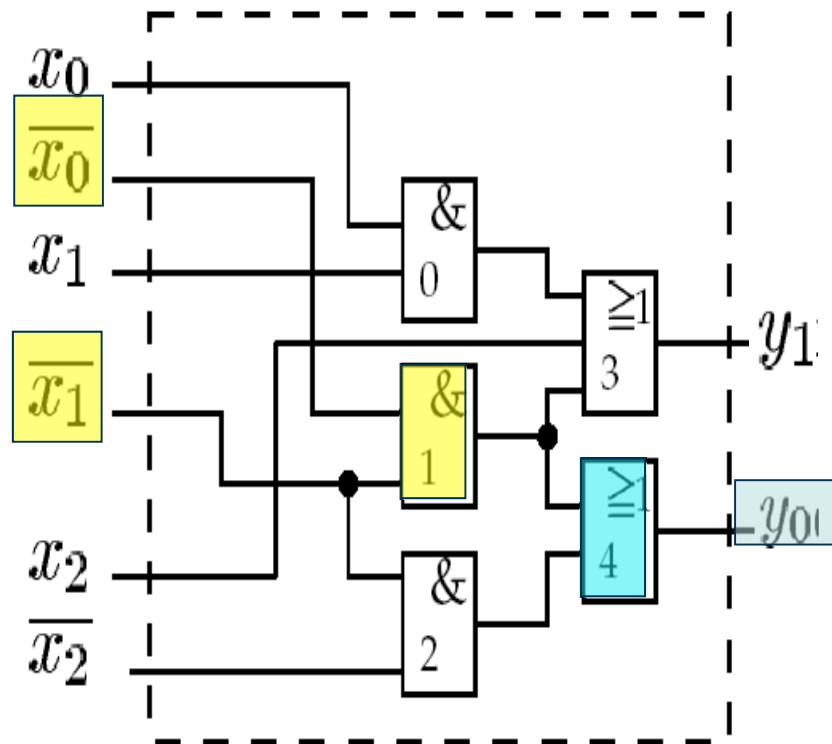 x₀
x̅₀
&
x₁
0
≧1
y₁
3
x̅₁
&
1
≧1
y₀
4
x₂
&
x̅₂
2